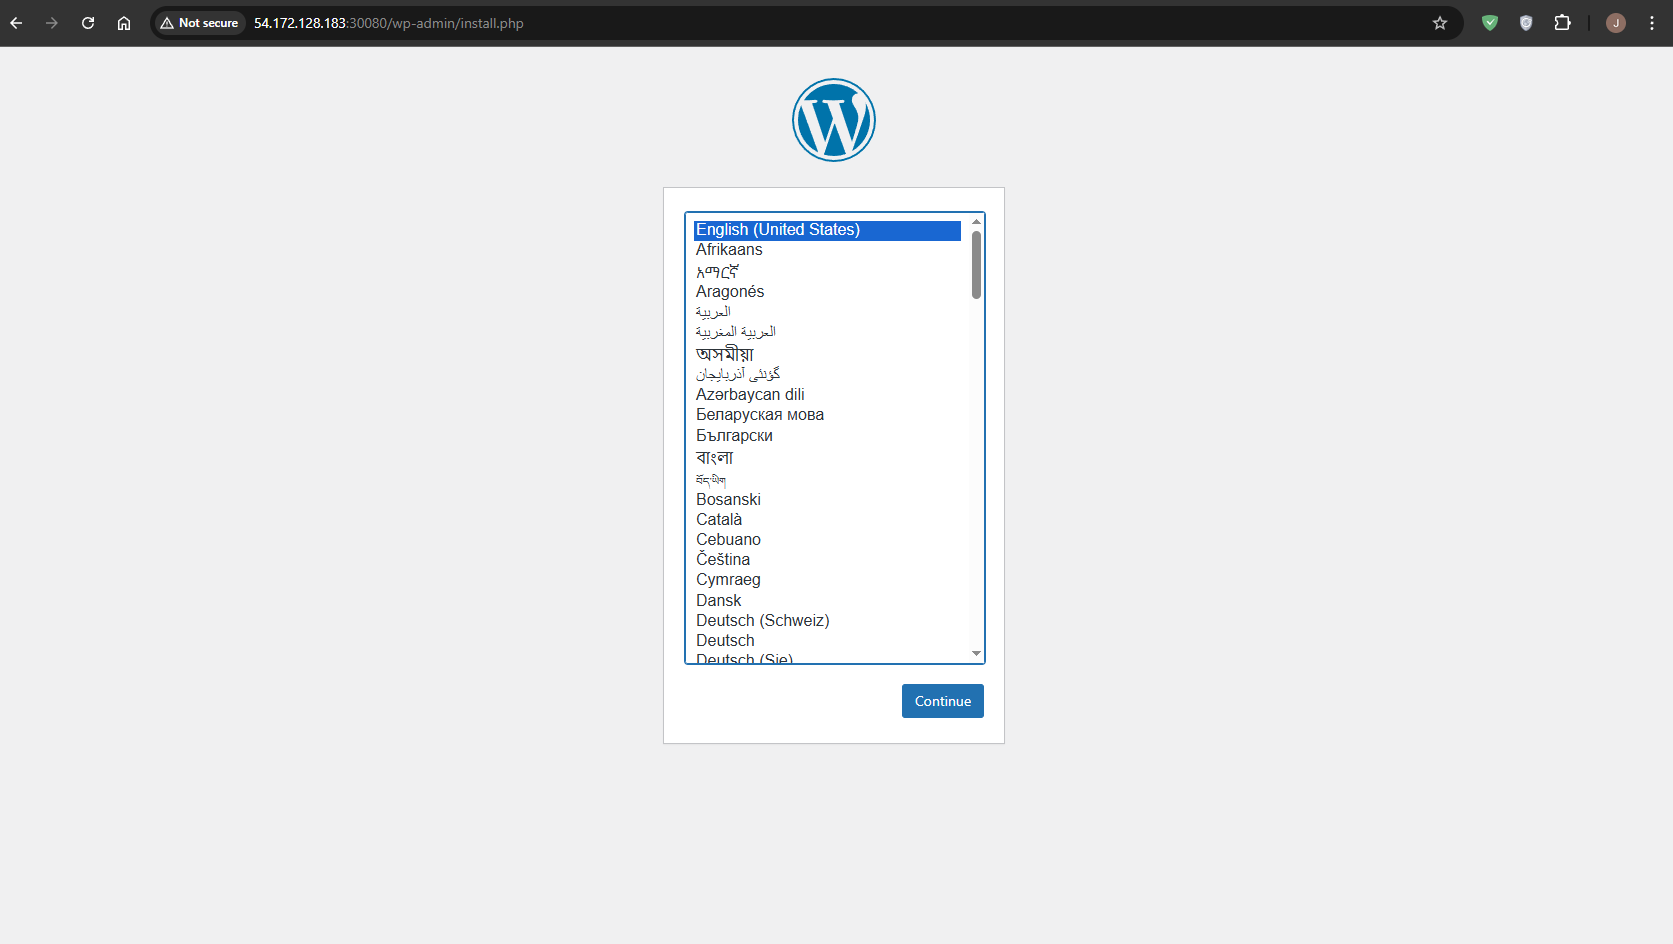 Not secure
54.172.128.183:30080/wp-admin/install.php
J
English (United States)
Afrikaans
አማርኛ
Aragonés
العربية
العربية المغربية
অসমীয়া
گؤنئی آذربایجان
Azərbaycan dili
Беларуская мова
Български
বাংলা
བོད་ཡིག
Bosanski
Català
Cebuano
Čeština
Cymraeg
Dansk
Deutsch (Schweiz)
Deutsch
Deutsch (Sie)
Continue